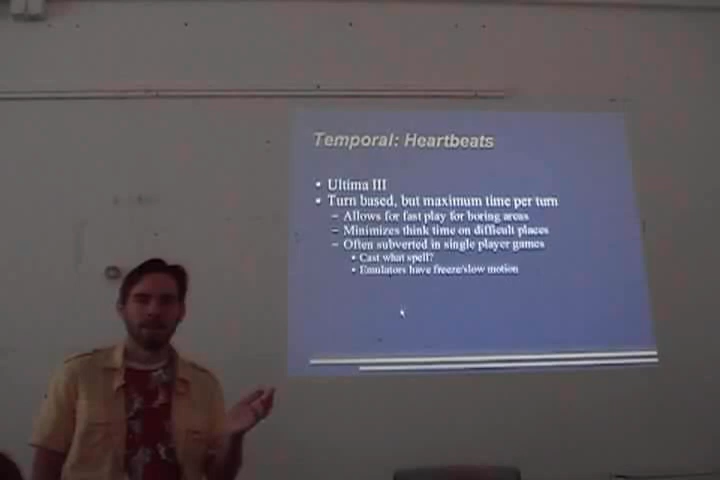 Temporal: Heartbeats
• Ultima III
• Turn based, but maximum time per turn
– Allows for fast play for boring areas
– Minimizes think time on difficult places
– Often subverted in single player games
• Cast what spell?
• Emulators have freeze/slow motion